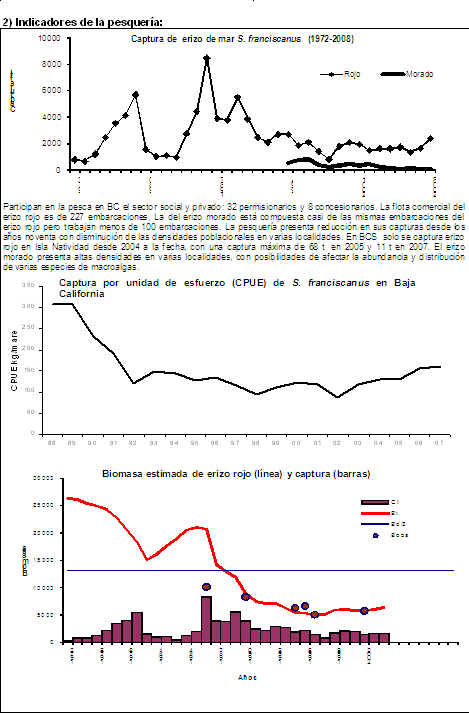 2) Indicadores de la pesquería:
Captura de erizo de mar S. franciscanus (1972-2008)
10000
8000
6000
4000
2000
0
Rojo
Morado
Participan en la pesca en BC el sector social y privado: 32 permisionarios y 8 concesionarios. La flota comercial del
erizo rojo es de 227 embarcaciones. La del erizo morado está compuesta casi de las mismas embarcaciones del
erizo rojo pero trabajan menos de 100 embarcaciones. La pesquería presenta reducción en sus capturas desde los
años noventa con disminución de las densidades poblacionales en varias localidades. En BCS solo se captura erizo
rojo en Isla Natividad desde 2004 a la fecha, con una captura máxima de 68 t en 2005 y 11 t en 2007. El erizo
morado presenta altas densidades en varias localidades, con posibilidades de afectar la abundancia y distribución
de varias especies de macroalgas.
Captura por unidad de esfuerzo (CPUE) de S. franciscanus en Baja
California
350
300
250
200
150
100
50
0
CPUE kg/mare
88 89 90 91 92 93 94 95 96 97 98 99 00 01 02 03 04 05 06 07
Biomasa estimada de erizo rojo (línea) y captura (barras)
30000
25000
20000
15000
10000
5000
0
Ct
Bt
Bo/2
Bobs
Años